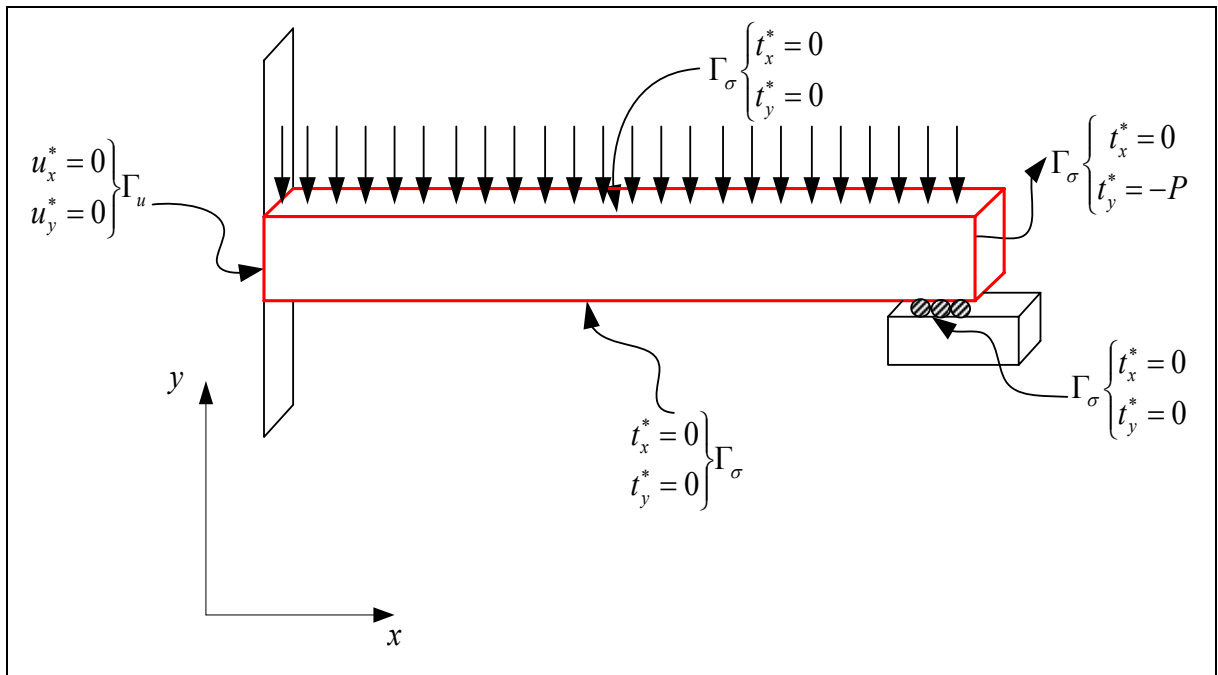 Γσ { t*x = 0
t*y = 0
u*x = 0
u*y = 0 } Γu
Γσ { t*x = 0
t*y = −P
Γσ { t*x = 0
t*y = 0
t*x = 0
t*y = 0 } Γσ
y
x